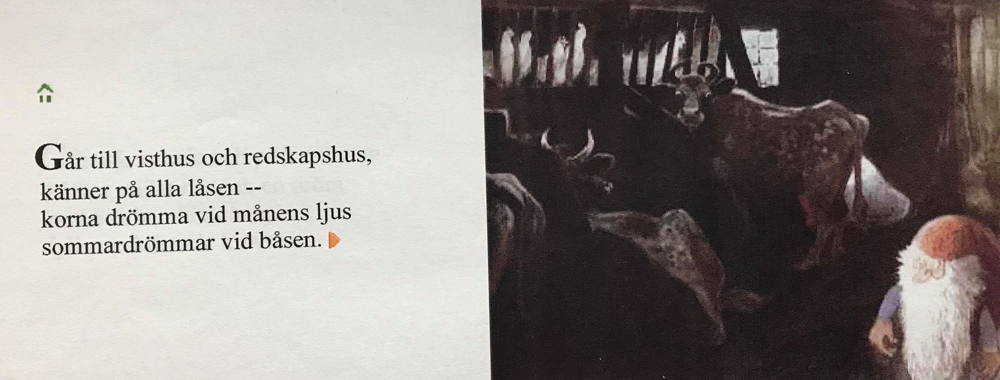 Går till visthus och redskapshus,
känner på alla låsen --
korna drömma vid månens ljus
sommardrömmar vid båsen.